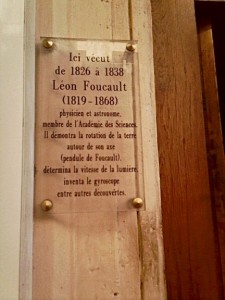 Ici vécut
de 1826 à 1838
Léon Foucault
(1819-1868)
physicien et astronome,
membre de l'Académie des Sciences.
Il démontra la rotation de la terre
autour de son axe
(pendule de Foucault),
détermina la vitesse de la lumière,
inventa le gyroscope
entre autres découvertes.